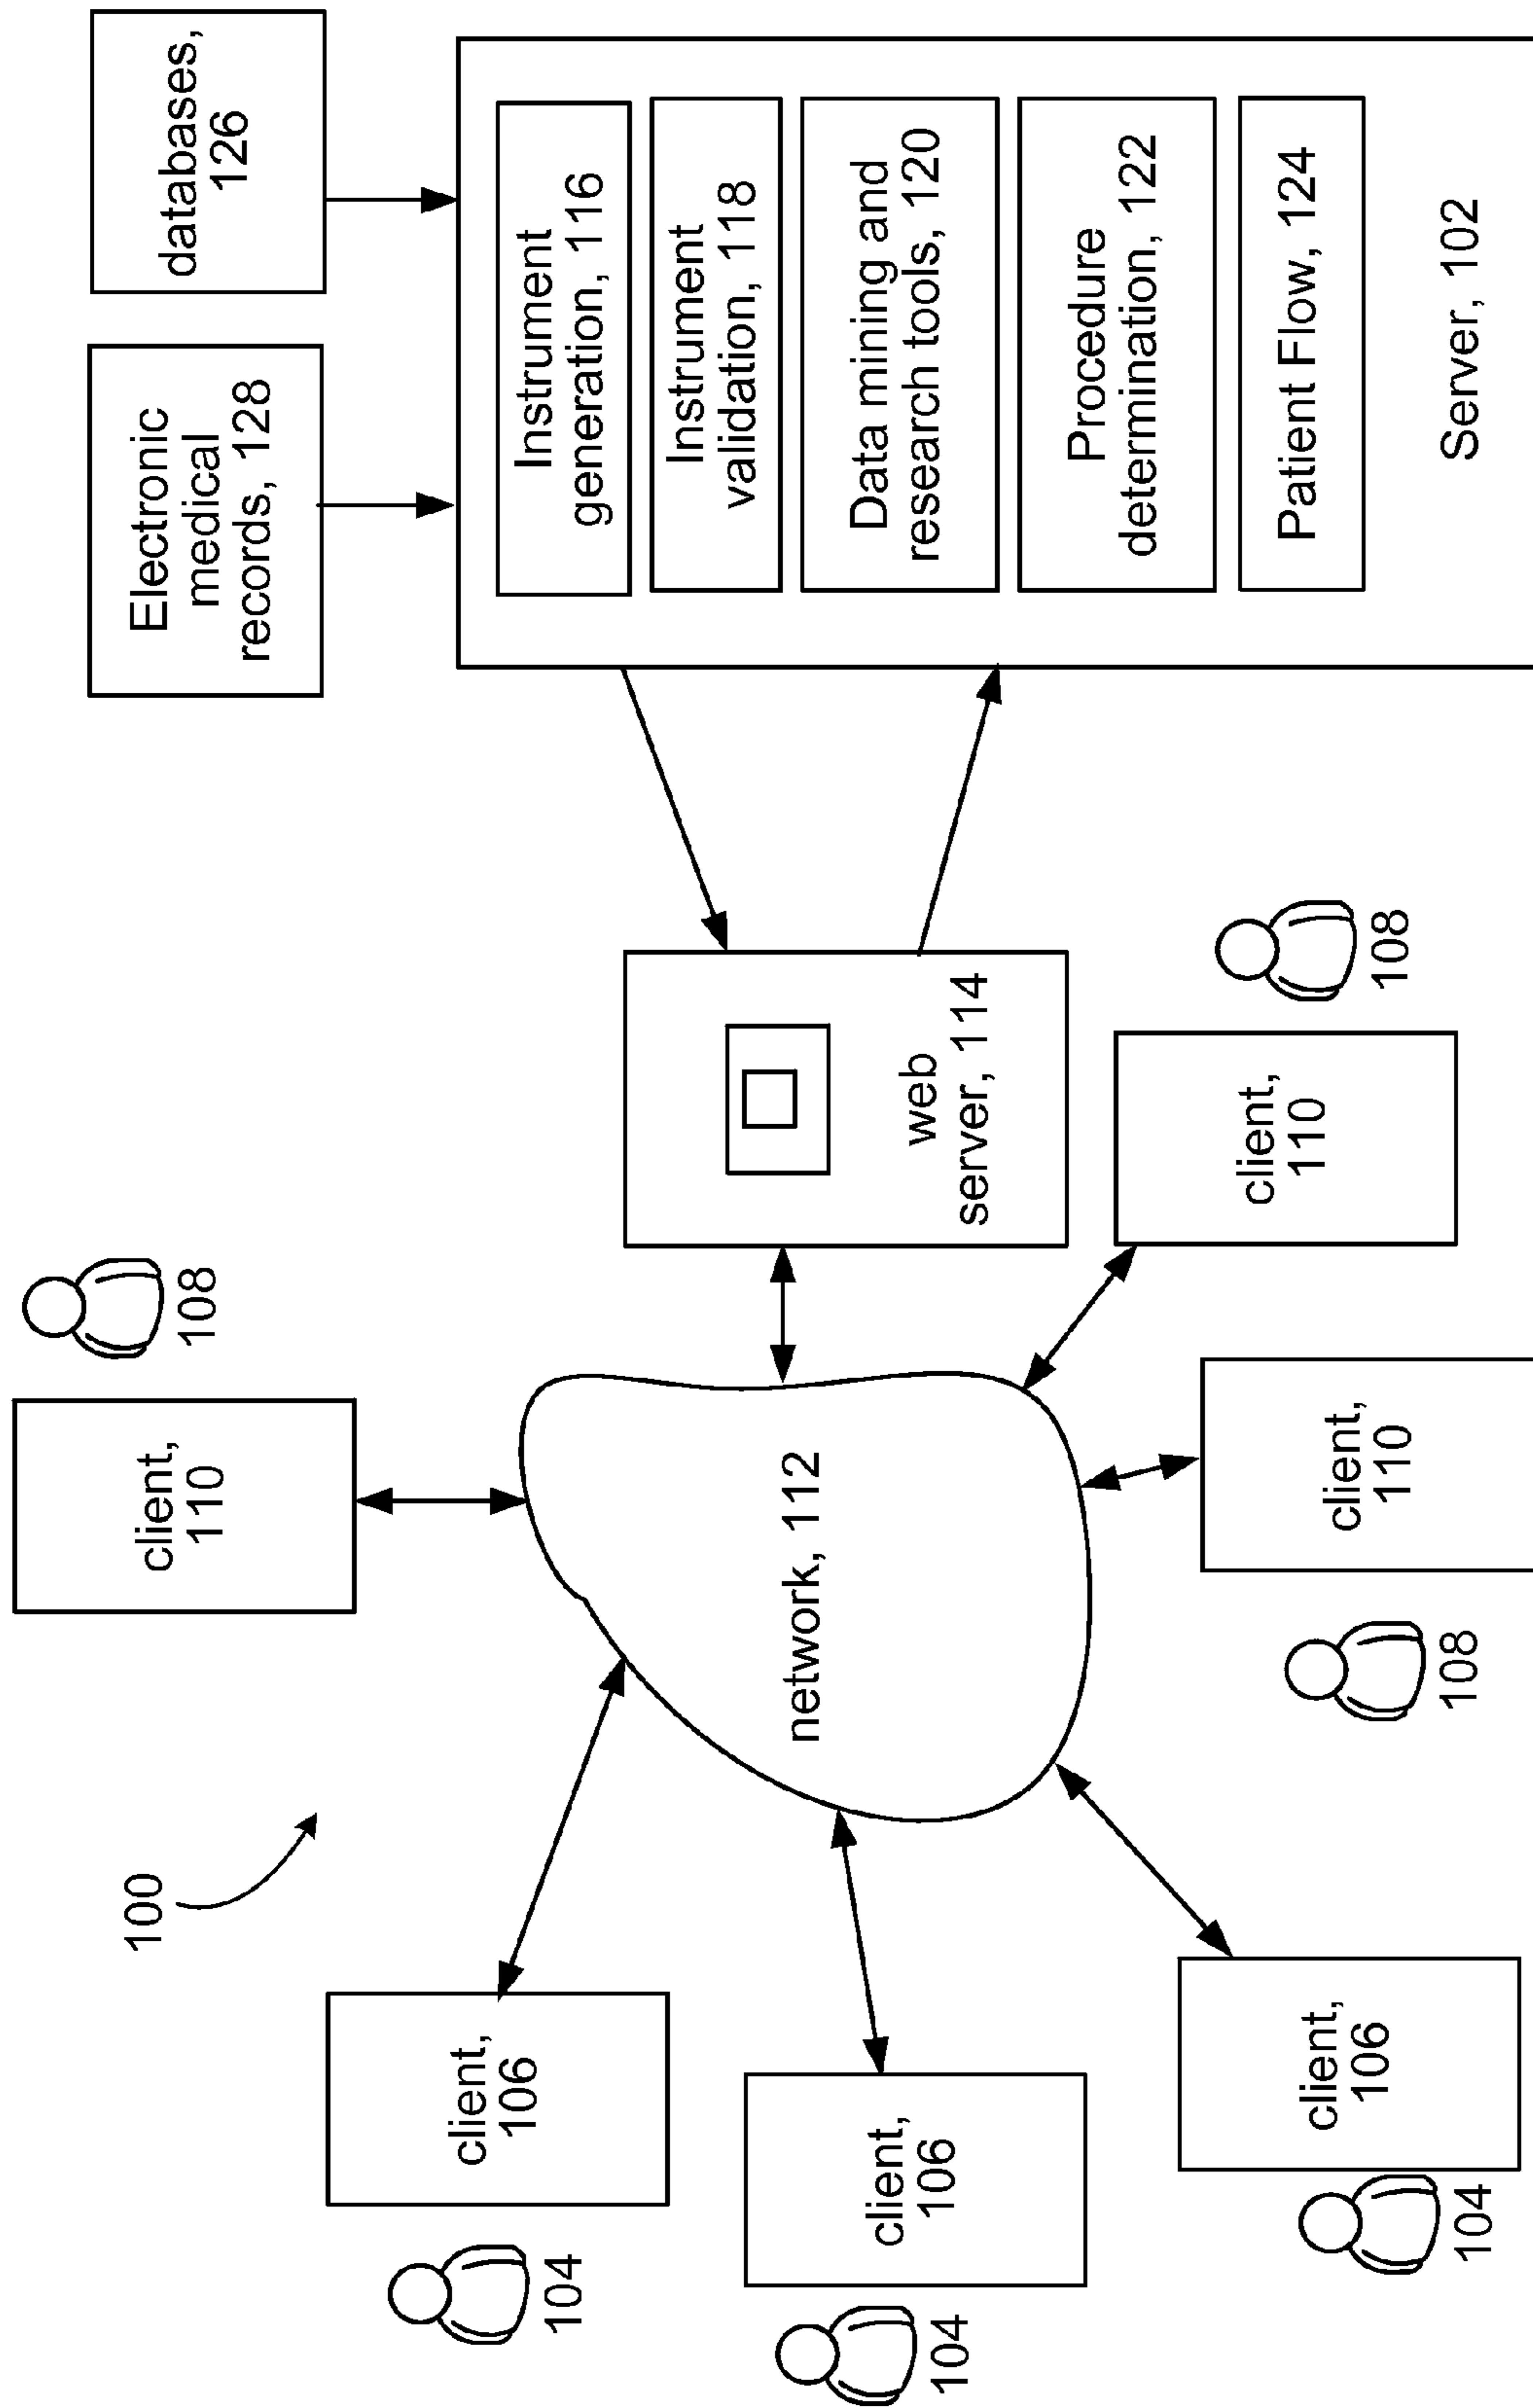 100
108
client,
110
Electronic
medical
records, 128
databases,
126
client,
106
104
network, 112
web
server, 114
Instrument
generation, 116
Instrument
validation, 118
Data mining and
research tools, 120
Procedure
determination, 122
Patient Flow, 124
Server, 102
client,
106
104
client,
106
104
108
client,
110
client,
110
108